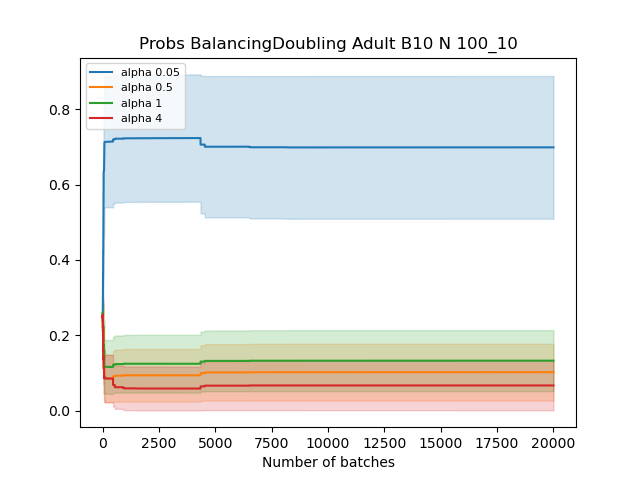 Probs BalancingDoubling Adult B10 N 100_10
alpha 0.05
alpha 0.5
alpha 1
alpha 4
0.8
0.6
0.4
0.2
0.0
0 2500 5000 7500 10000 12500 15000 17500 20000
Number of batches